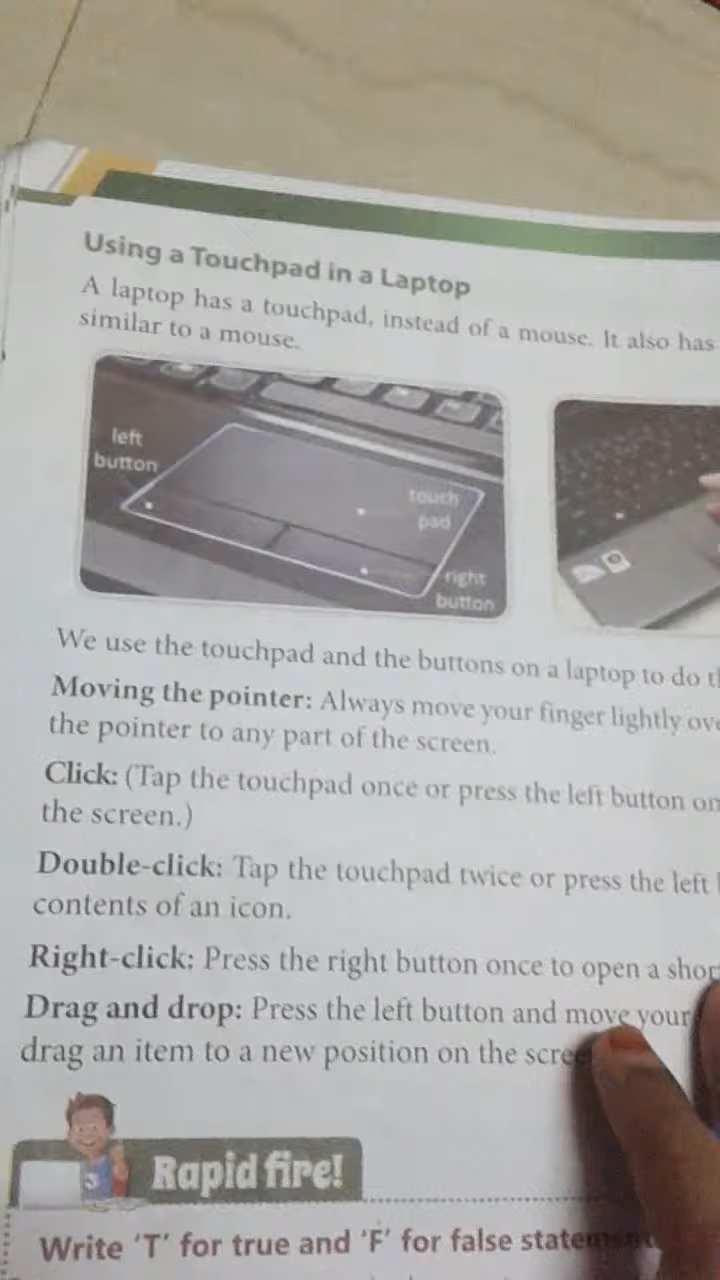 Using a Touchpad in a Laptop
A laptop has a touchpad, instead of a mouse. It also has
similar to a mouse.
left
button
touch
pad
right
button
We use the touchpad and the buttons on a laptop to do
Moving the pointer: Always move your finger lightly
the pointer to any part of the screen.
Click: (Tap the touchpad once or press the left button on
the screen.)
Double-click: Tap the touchpad twice or press the left
contents of an icon.
Right-click: Press the right button once to open a
Drag and drop: Press the left button and move your
drag an item to a new position on the
Rapid fire!
Write 'T' for true and 'F' for false